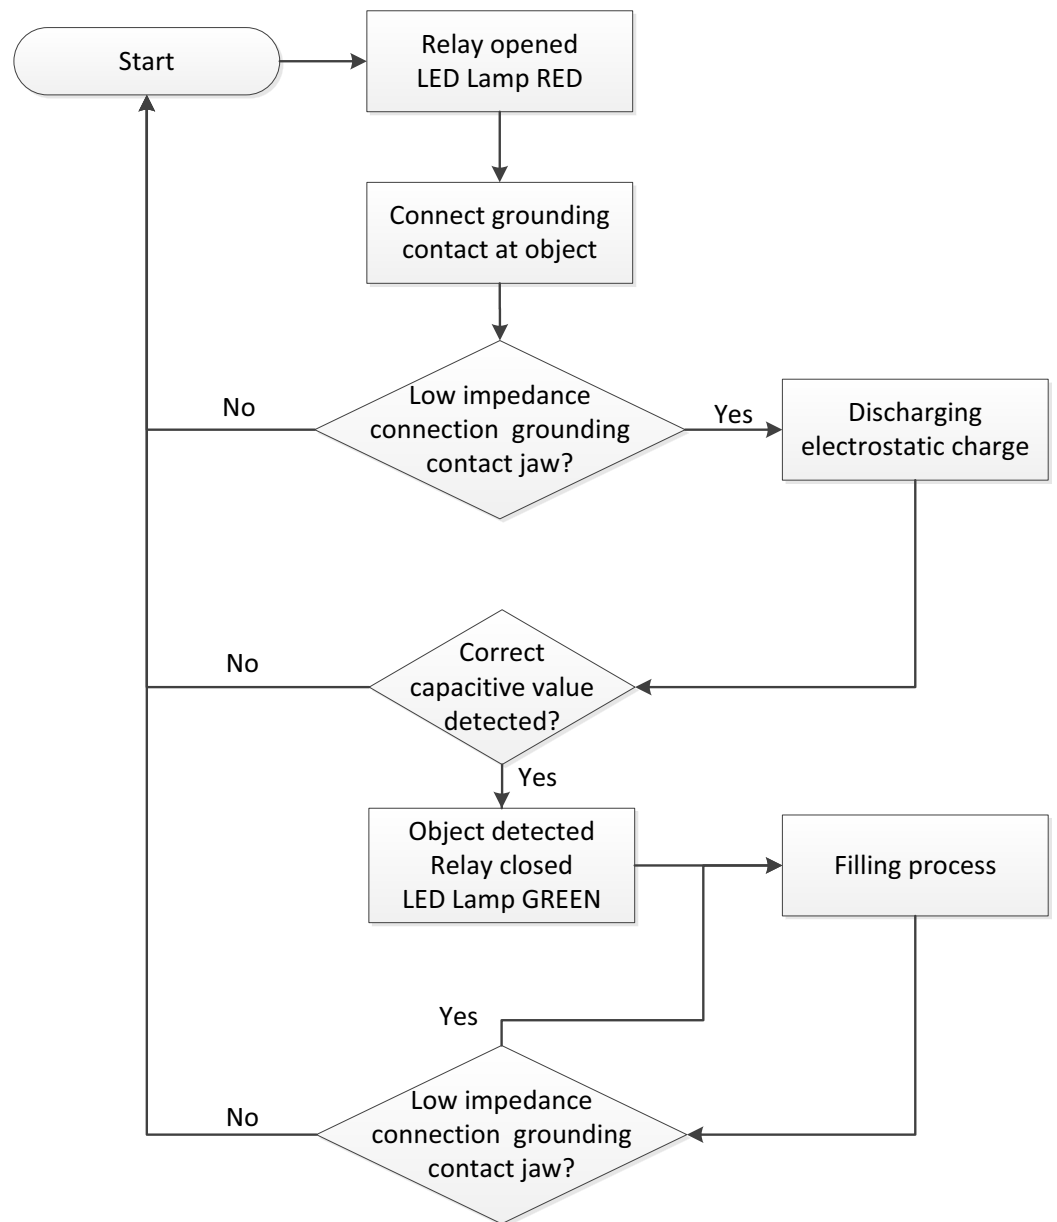 Start
Relay opened
LED Lamp RED
Connect grounding
contact at object
Low impedance
connection  grounding
contact jaw?
No
Yes
Discharging
electrostatic charge
Correct
capacitive value
detected?
No
Yes
Object detected
Relay closed
LED Lamp GREEN
Filling process
Yes
Low impedance
connection  grounding
contact jaw?
No